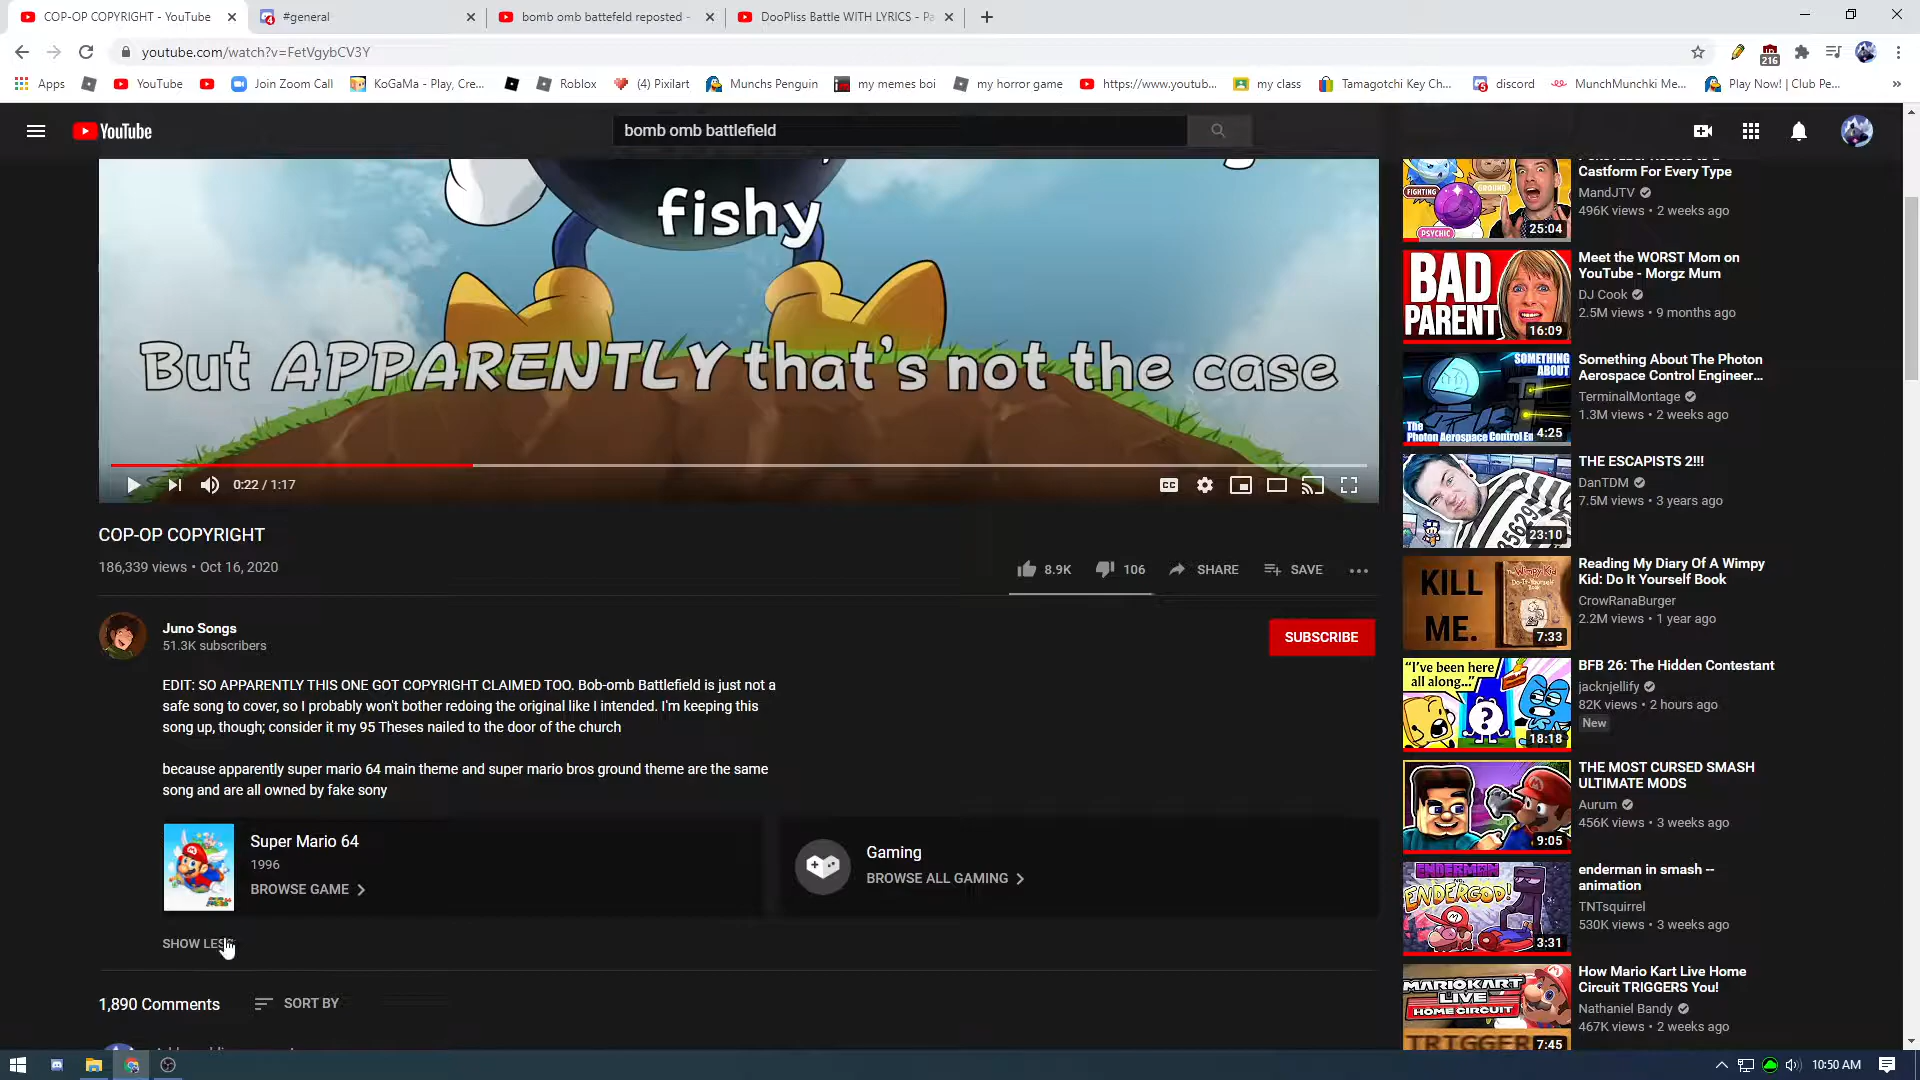 COP-OP COPYRIGHT - YouTube
#general
bomb omb battefeld reposted -
DooPliss Battle WITH LYRICS - Pa
youtube.com/watch?v=FetVgybCV3Y
216
Apps
YouTube
Join Zoom Call
KoGaMa - Play, Cre...
Roblox
(4) Pixilart
Munchs Penguin
my memes boi
my horror game
https://www.youtub...
my class
Tamagotchi Key Ch...
discord
MunchMunchki Me...
Play Now! | Club Pe...
YouTube
bomb omb battlefield
fishy
But APPARENTLY that's not the case
0:22 / 1:17
COP-OP COPYRIGHT
186,339 views • Oct 16, 2020
8.9K
106
SHARE
SAVE
Juno Songs
51.3K subscribers
SUBSCRIBE
EDIT: SO APPARENTLY THIS ONE GOT COPYRIGHT CLAIMED TOO. Bob-omb Battlefield is just not a
safe song to cover, so I probably won't bother redoing the original like I intended. I'm keeping this
song up, though; consider it my 95 Theses nailed to the door of the church
because apparently super mario 64 main theme and super mario bros ground theme are the same
song and are all owned by fake sony
Super Mario 64
1996
BROWSE GAME
Gaming
BROWSE ALL GAMING
SHOW LESS
1,890 Comments
SORT BY
FIGHTING
GROUND
PSYCHIC
25:04
Castform For Every Type
MandJTV
496K views • 2 weeks ago
BAD
PARENT
16:09
Meet the WORST Mom on
YouTube - Morgz Mum
DJ Cook
2.5M views • 9 months ago
SOMETHING
ABOUT
The
Photon Aerospace Control En
4:25
Something About The Photon
Aerospace Control Engineer...
TerminalMontage
1.3M views • 2 weeks ago
23:10
THE ESCAPISTS 2!!!
DanTDM
7.5M views • 3 years ago
KILL
ME.
7:33
Reading My Diary Of A Wimpy
Kid: Do It Yourself Book
CrowRanaBurger
2.2M views • 1 year ago
"I've been here
all along..."
?
18:18
BFB 26: The Hidden Contestant
jacknjellify
82K views • 2 hours ago
New
9:05
THE MOST CURSED SMASH
ULTIMATE MODS
Aurum
456K views • 3 weeks ago
ENDERMAN
ENDERGOD!
3:31
enderman in smash --
animation
TNTsquirrel
530K views • 3 weeks ago
MARIOKART
LIVE
HOME CIRCUIT
TRIGGER
7:45
How Mario Kart Live Home
Circuit TRIGGERS You!
Nathaniel Bandy
467K views • 2 weeks ago
10:50 AM